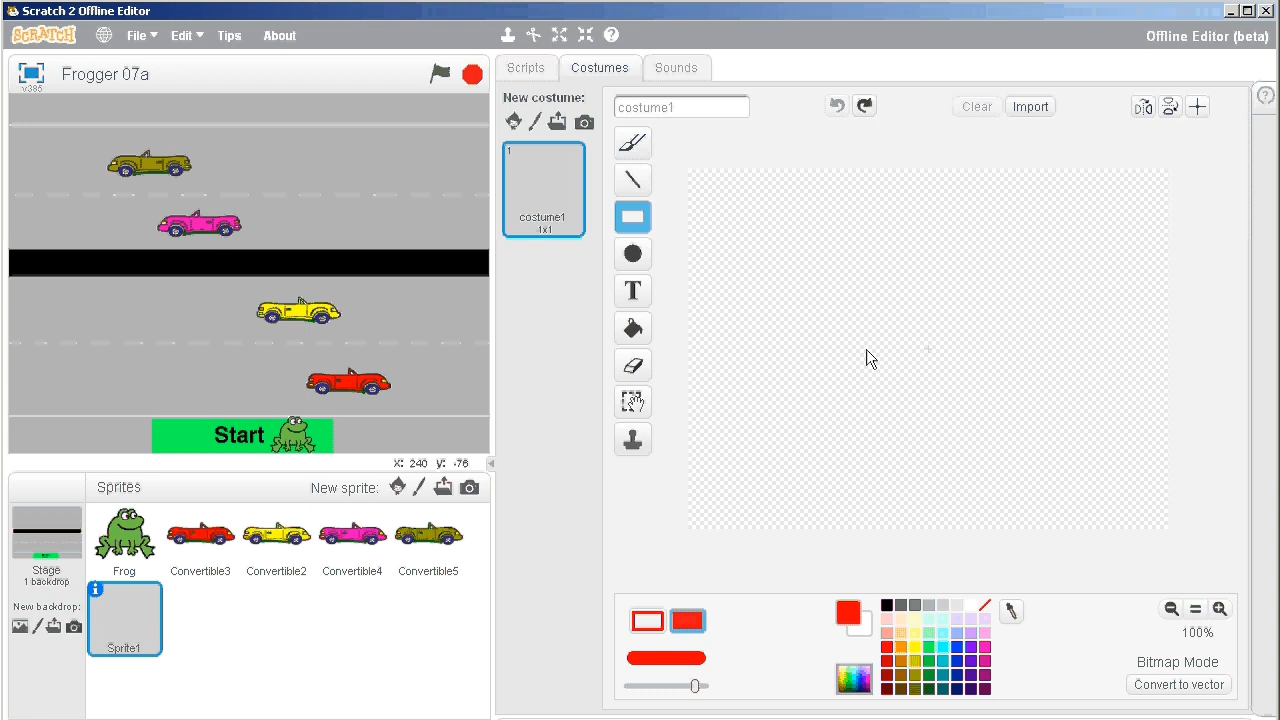 Scratch 2 Offline Editor
SCRATCH File Edit Tips About Offline Editor (beta)
v385 Frogger 07a
Scripts Costumes Sounds
New costume:
costume1 Clear Import
1
costume1
1x1
T
Start
x: 240 y: -76
Sprites New sprite:
Stage
1 backdrop
New backdrop:
Frog Convertible3 Convertible2 Convertible4 Convertible5
Sprite1
100%
Bitmap Mode
Convert to vector